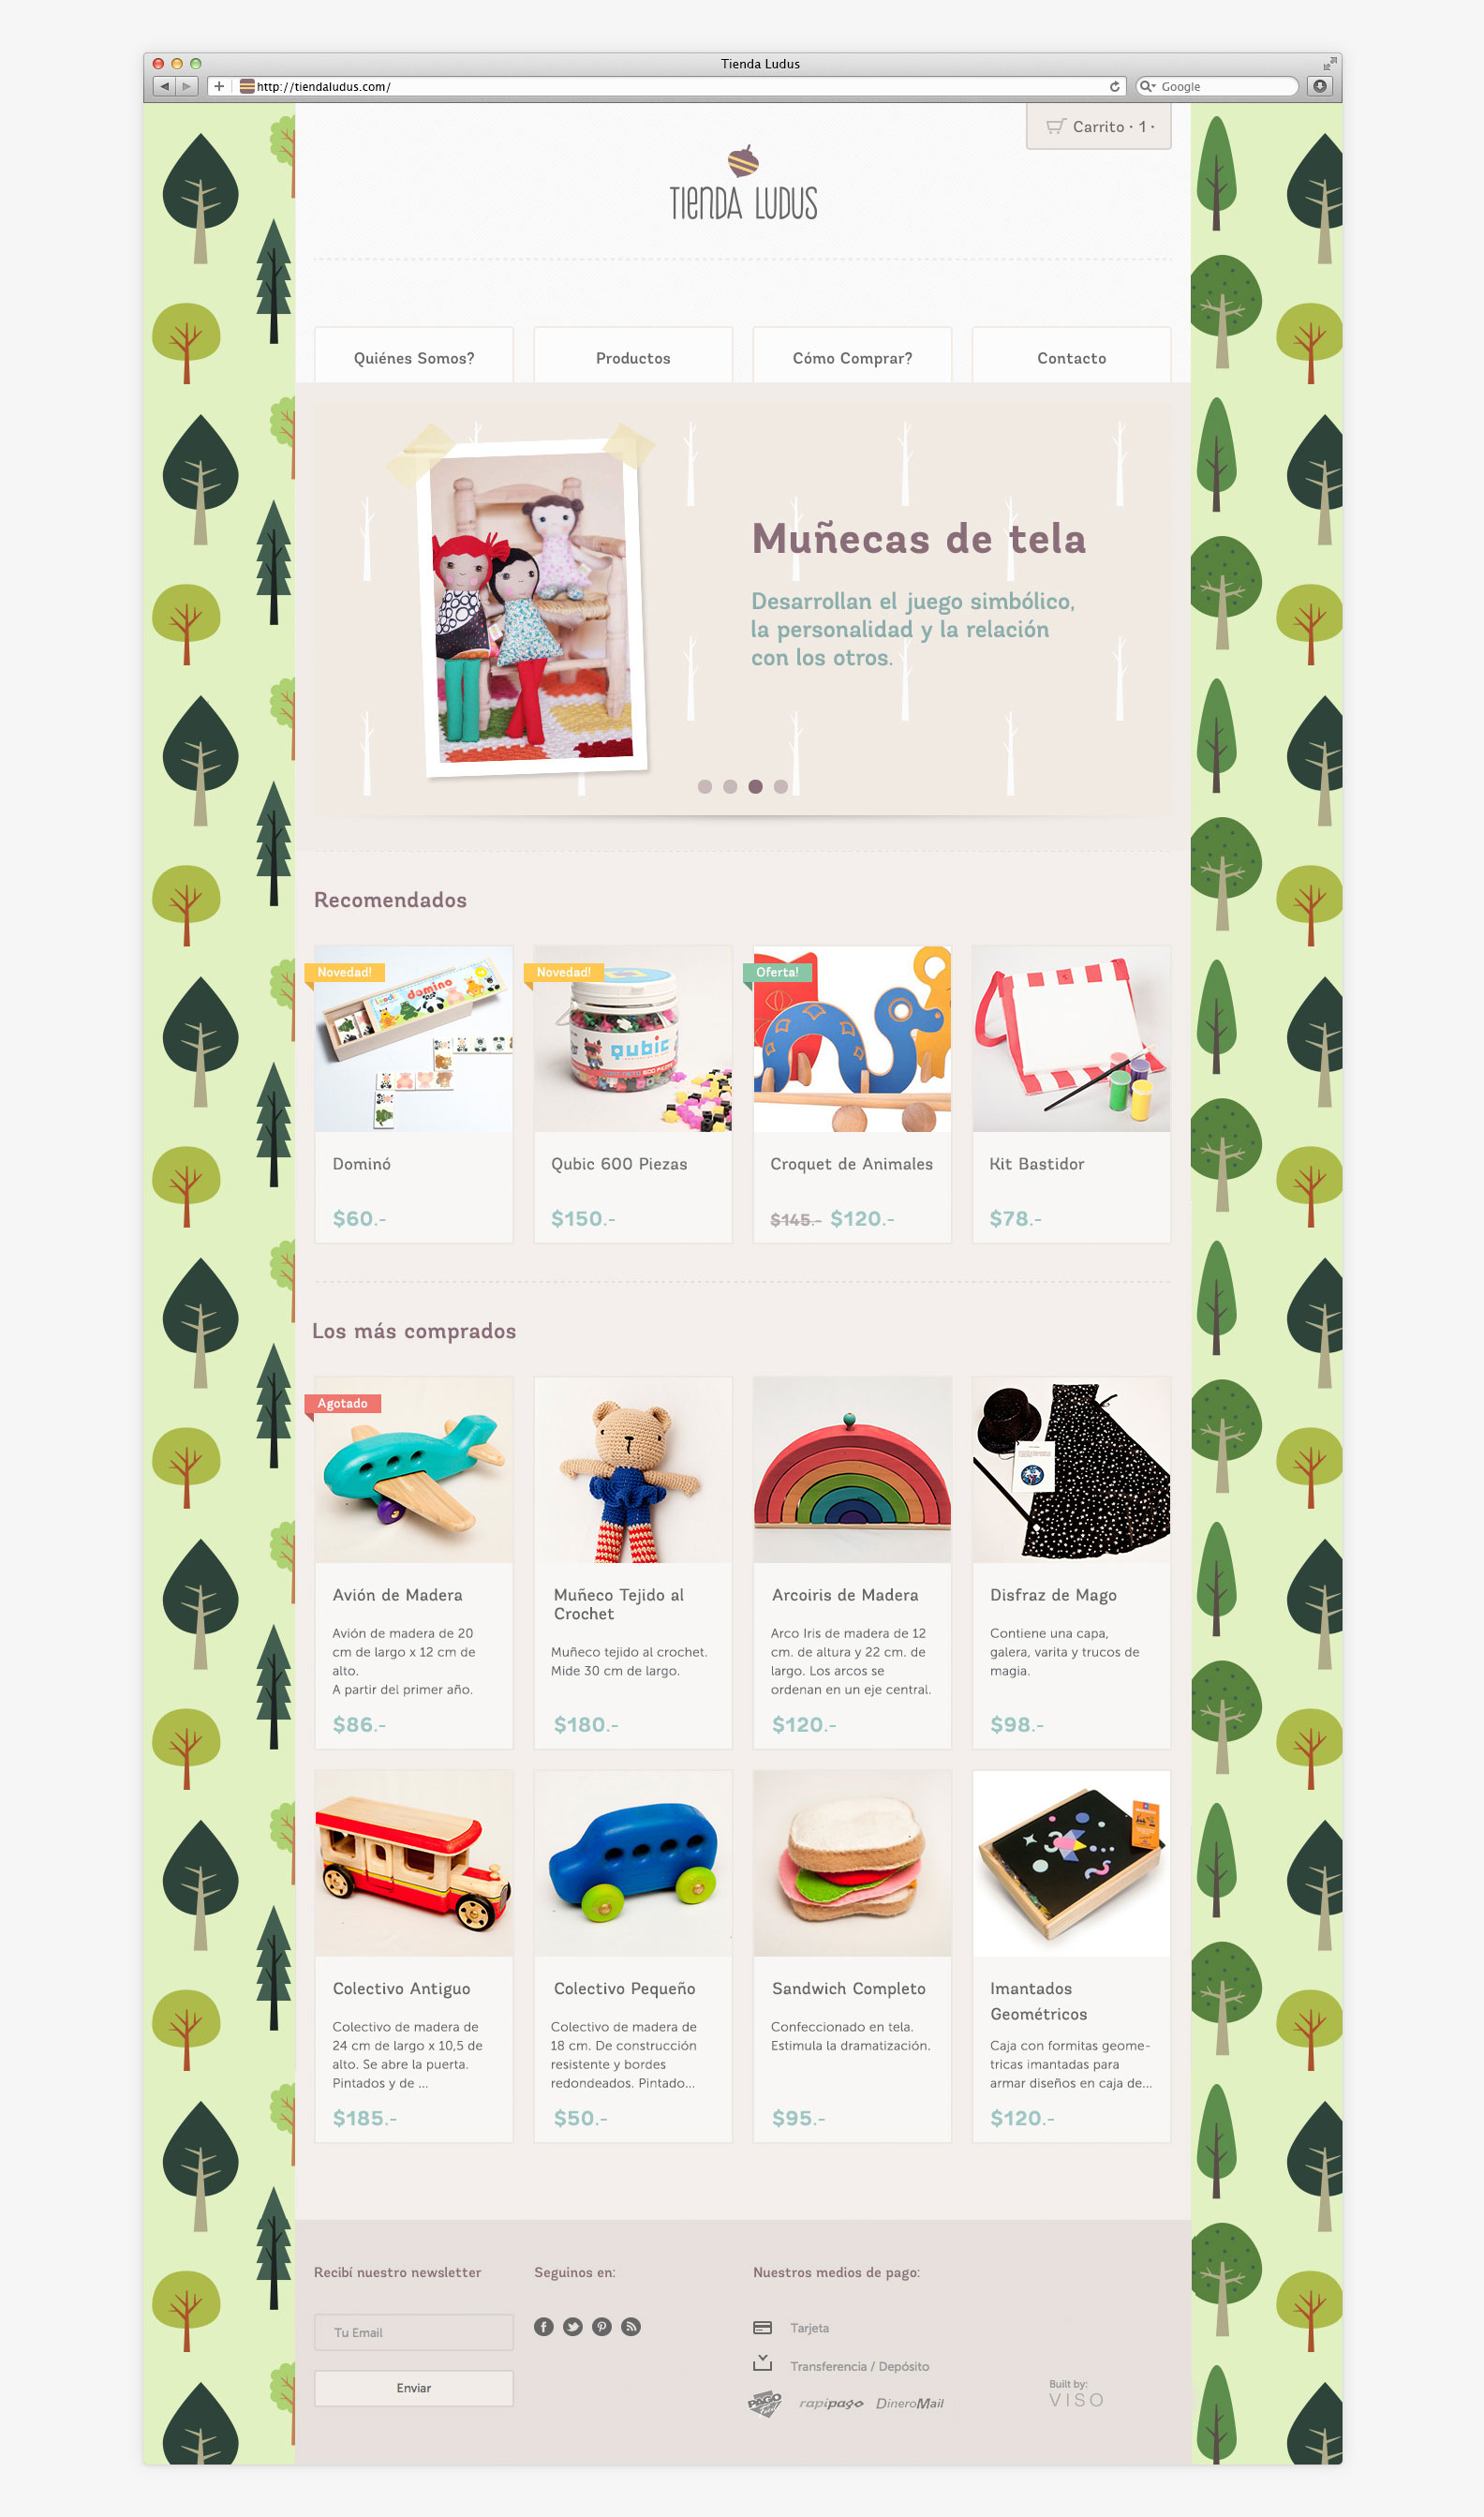 Tienda Ludus
http://tiendaludus.com/
Google
Carrito · 1 ·
TIENDA LUDUS
Quiénes Somos?
Productos
Cómo Comprar?
Contacto
Muñecas de tela
Desarrollan el juego simbólico,
la personalidad y la relación
con los otros.
Recomendados
Novedad!
domino
Dominó
$60.-
Novedad!
qubic
Qubic 600 Piezas
$150.-
Oferta!
Croquet de Animales
$145.- $120.-
Kit Bastidor
$78.-
Los más comprados
Agotado
Avión de Madera
Avión de madera de 20
cm de largo x 12 cm de
alto.
A partir del primer año.
$86.-
Muñeco Tejido al
Crochet
Muñeco tejido al crochet.
Mide 30 cm de largo.
$180.-
Arcoiris de Madera
Arco Iris de madera de 12
cm. de altura y 22 cm. de
largo. Los arcos se
ordenan en un eje central.
$120.-
Disfraz de Mago
Contiene una capa,
galera, varita y trucos de
magia.
$98.-
Colectivo Antiguo
Colectivo de madera de
24 cm de largo x 10,5 de
alto. Se abre la puerta.
Pintados y de ...
$185.-
Colectivo Pequeño
Colectivo de madera de
18 cm. De construcción
resistente y bordes
redondeados. Pintado...
$50.-
Sandwich Completo
Confeccionado en tela.
Estimula la dramatización.
$95.-
Imantados
Geométricos
Caja con formitas geome-
tricas imantadas para
armar diseños en caja de...
$120.-
Recibí nuestro newsletter
Tu Email
Enviar
Seguinos en:
Nuestros medios de pago:
Tarjeta
Transferencia / Depósito
PAGO
rapipago
DineroMail
Built by:
VISO